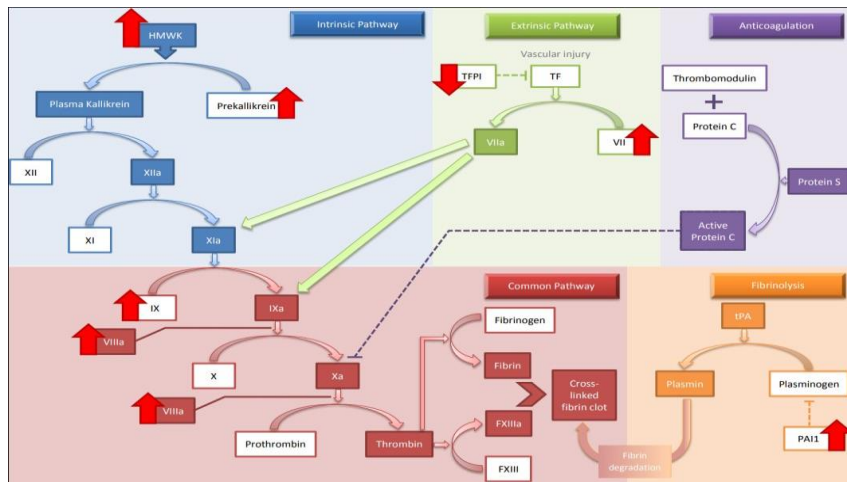 HMWK
Intrinsic Pathway
Extrinsic Pathway
Anticoagulation
Vascular injury
TFPI
TF
Thrombomodulin
Plasma Kallikrein
Prekallikrein
Protein C
VIIa
VII
XII
XIIa
Protein S
XI
XIa
Active
Protein C
Common Pathway
Fibrinolysis
IX
IXa
Fibrinogen
tPA
VIIIa
X
Xa
Fibrin
Cross-
linked
fibrin clot
Plasmin
Plasminogen
VIIIa
Prothrombin
Thrombin
FXIIIa
FXIII
Fibrin
degradation
PAI1